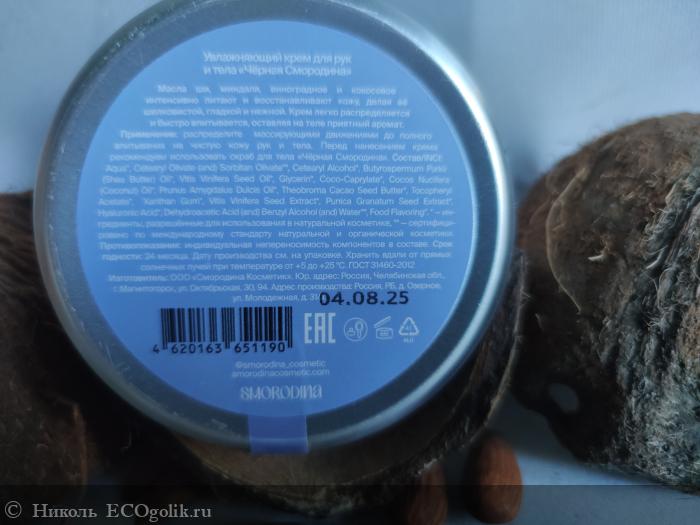 Увлажняющий крем для рук
и тела «Чёрная Смородина»
Масла ши, миндаля, виноградное и кокосовое
интенсивно питают и восстанавливают кожу, делая её
шелковистой, гладкой и нежной. Крем легко распределяется
и быстро впитывается, оставляя на теле приятный аромат.
Применение: распределите массирующими движениями до полного
впитывания на чистую кожу рук и тела. Перед нанесением крема
рекомендуем использовать скраб для тела «Чёрная Смородина». Состав/INCI:
Aqua*, Cetearyl Olivate (and) Sorbitan Olivate**, Cetearyl Alcohol*, Butyrospermum Parkii
(Shea Butter) Oil*, Vitis Vinifera Seed Oil*, Glycerin*, Coco-Caprylate*, Cocos Nucifera
(Coconut) Oil*, Prunus Amygdalus Dulcis Oil*, Theobroma Cacao Seed Butter*, Tocopheryl
Acetate*, Xanthan Gum*, Vitis Vinifera Seed Extract*, Punica Granatum Seed Extract*,
Hyaluronic Acid*, Dehydroacetic Acid (and) Benzyl Alcohol (and) Water**, Food Flavoring*. * – ин-
гредиенты, разрешённые для использования в натуральной косметике, ** – сертифици-
ровано по международному стандарту натуральной и органической косметики.
Противопоказания: индивидуальная непереносимость компонентов в составе. Срок
годности: 24 месяца. Дату производства см. на упаковке. Хранить вдали от прямых
солнечных лучей при температуре от +5 до +25 °C. ГОСТ 31460-2012
Изготовитель: ООО «Смородина Косметик». Юр. адрес: Россия, Челябинская обл.,
г. Магнитогорск, ул. Октябрьская, 30, 94. Адрес производства: Россия, РБ, д. Озерное,
ул. Молодежная, д. 31
04.08.25
4 620163 651190
EAC
@smorodina_cosmetic
smorodinacosmetic.com
SMORODINA
Николь ECOgolik.ru